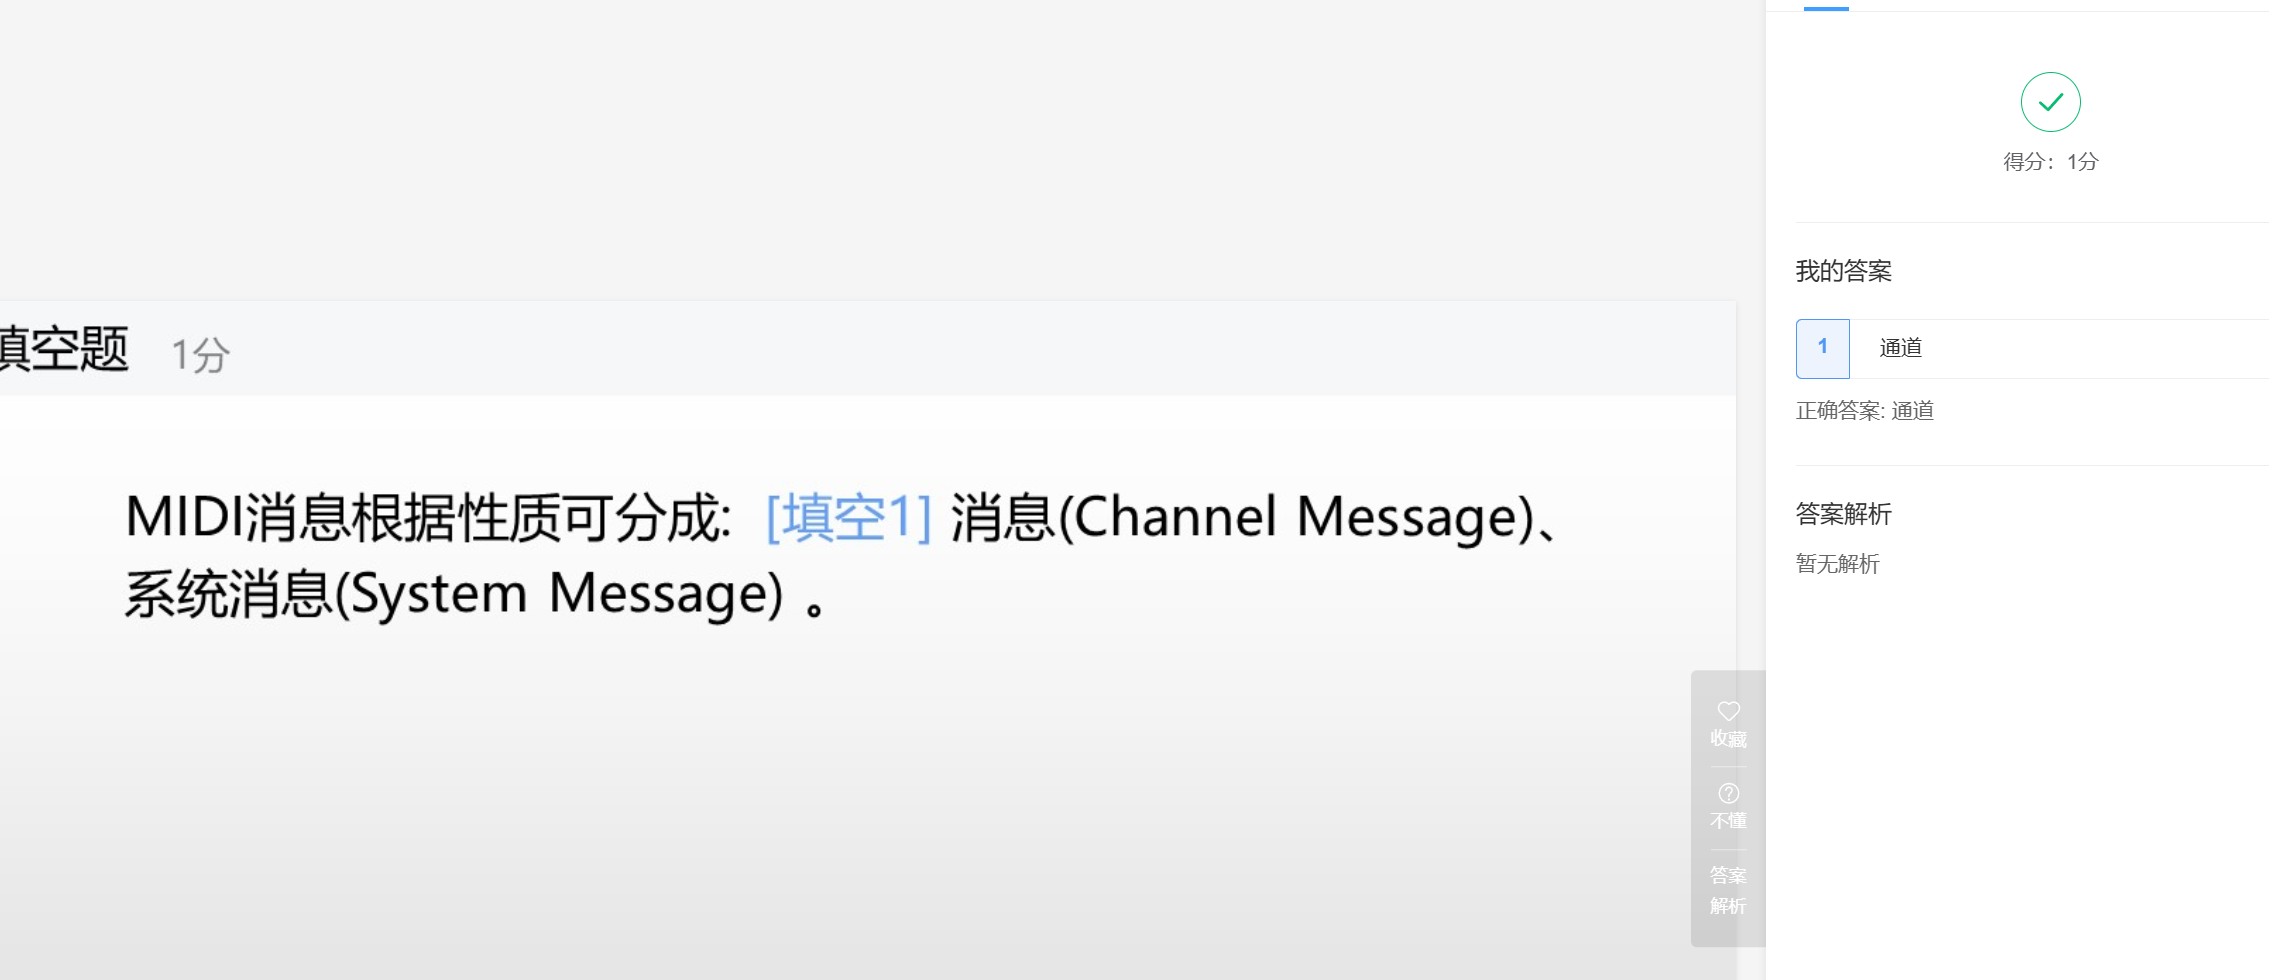 填空题 1分
MIDI消息根据性质可分成: [填空1] 消息(Channel Message)、
系统消息(System Message) 。
收藏
不懂
答案
解析
得分：1分
我的答案
1 通道
正确答案: 通道
答案解析
暂无解析